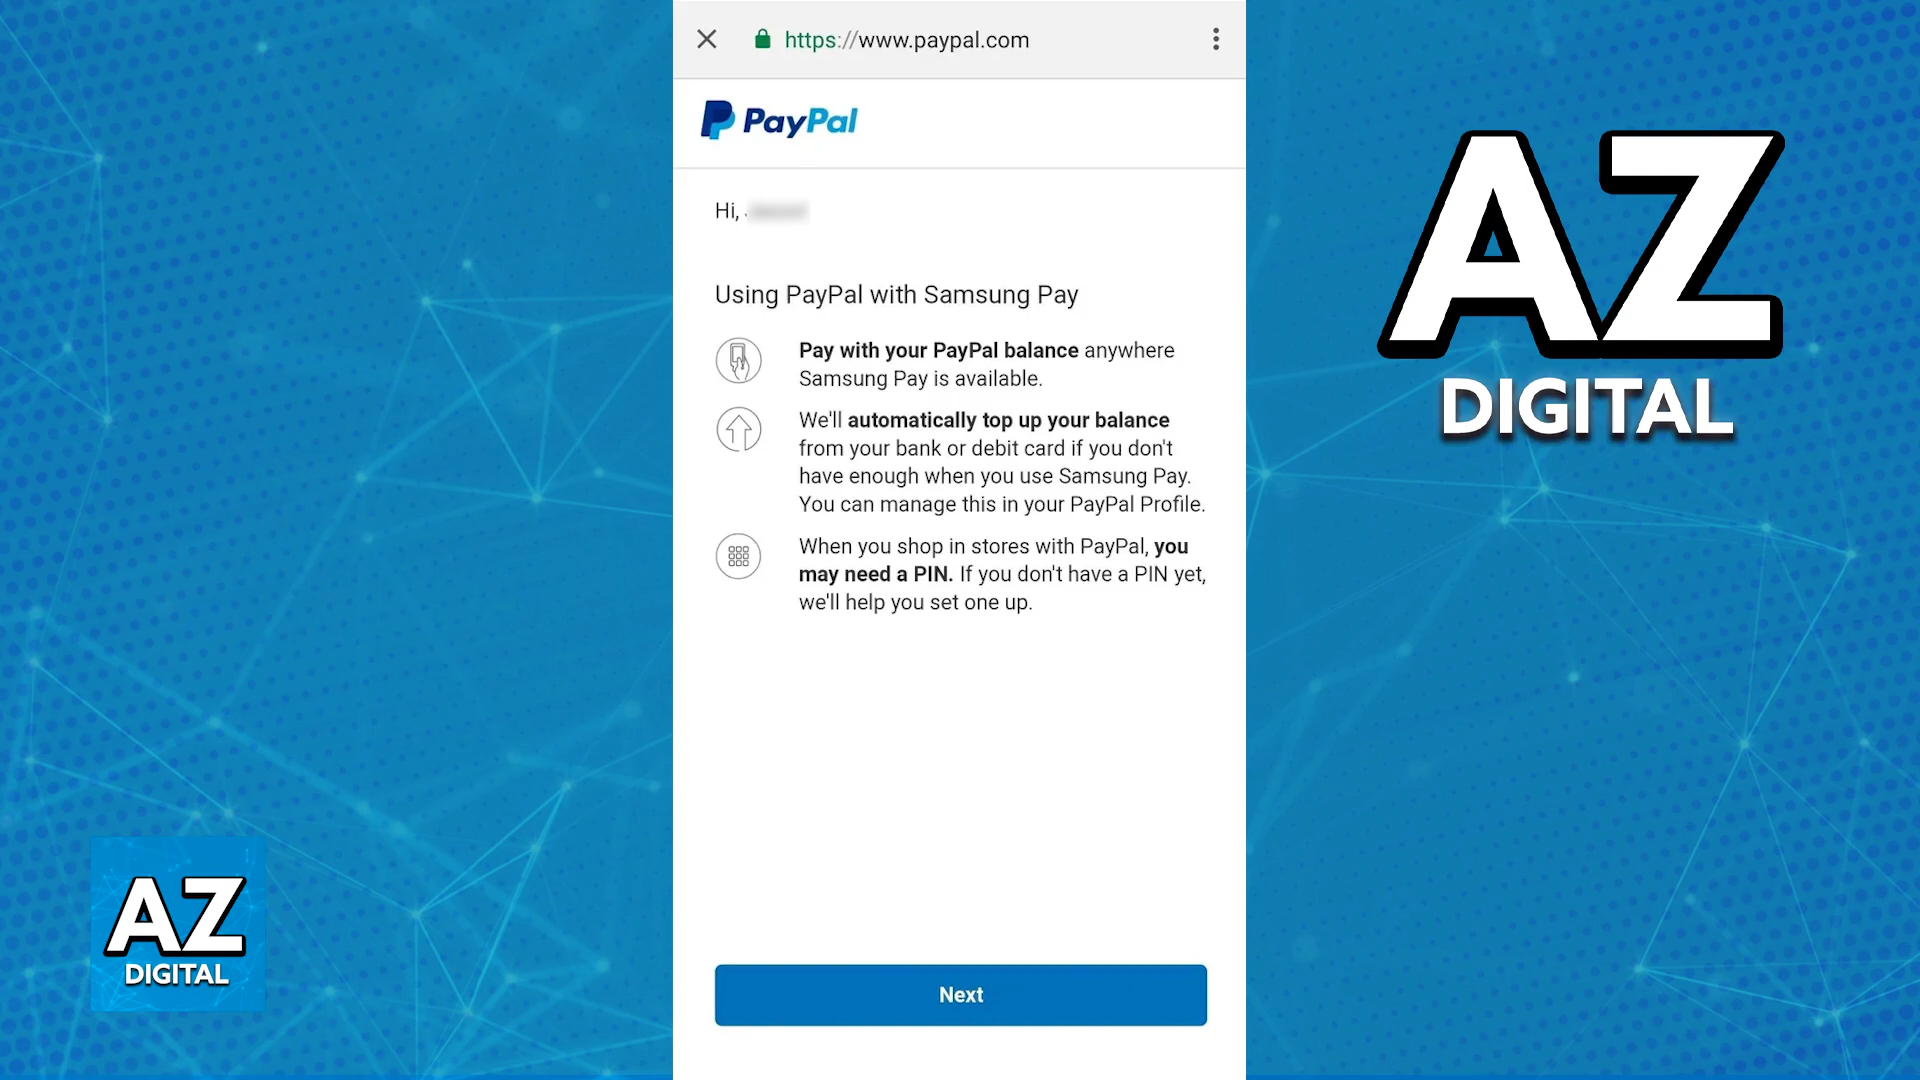 https://www.paypal.com
PayPal
Hi,
Using PayPal with Samsung Pay
Pay with your PayPal balance anywhere
Samsung Pay is available.
We'll automatically top up your balance
from your bank or debit card if you don't
have enough when you use Samsung Pay.
You can manage this in your PayPal Profile.
When you shop in stores with PayPal, you
may need a PIN. If you don't have a PIN yet,
we'll help you set one up.
Next
AZ
DIGITAL
AZ
DIGITAL